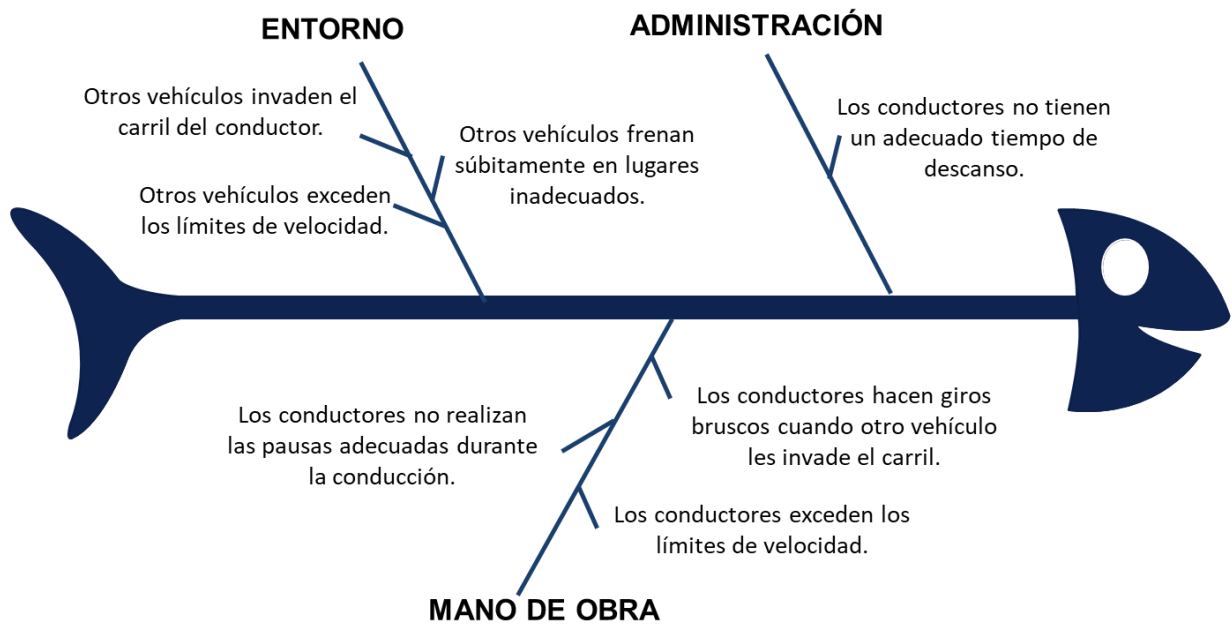 ENTORNO
Otros vehículos invaden el
carril del conductor.
Otros vehículos frenan
súbitamente en lugares
inadecuados.
Otros vehículos exceden
los límites de velocidad.
ADMINISTRACIÓN
Los conductores no tienen
un adecuado tiempo de
descanso.
Los conductores no realizan
las pausas adecuadas durante
la conducción.
Los conductores hacen giros
bruscos cuando otro vehículo
les invade el carril.
Los conductores exceden los
límites de velocidad.
MANO DE OBRA